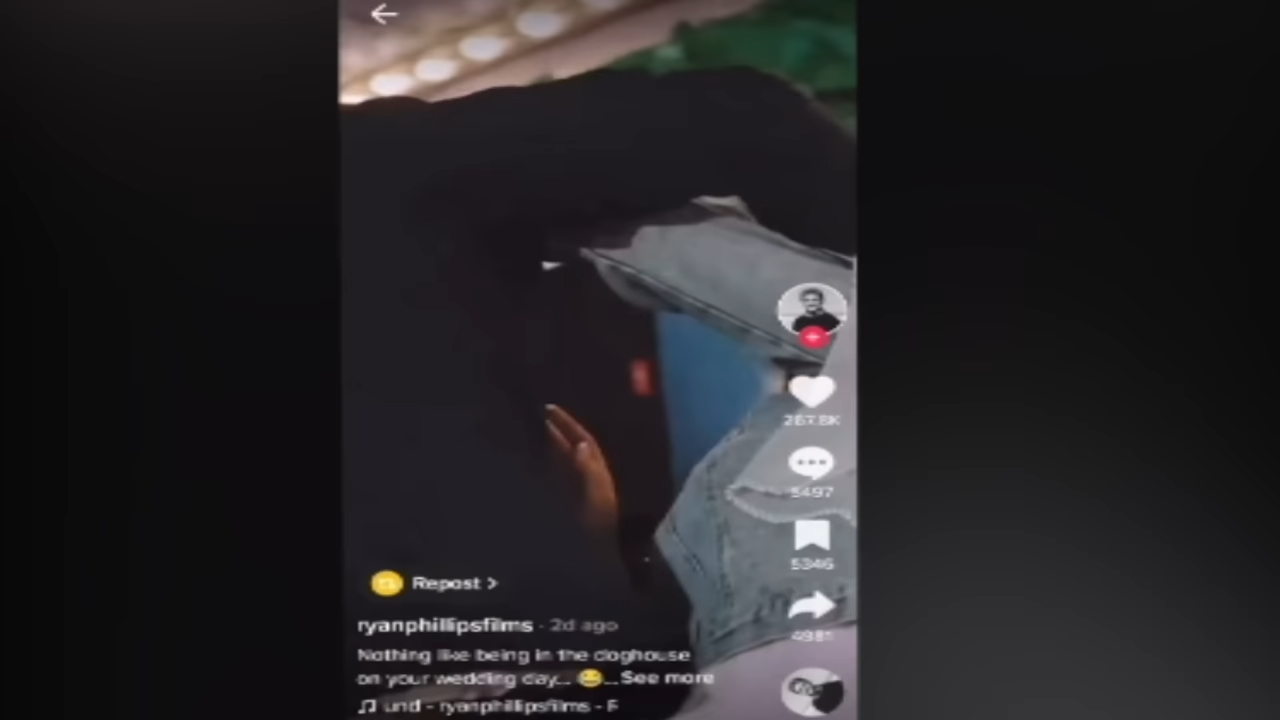 267.8K
5497
5346
4981
Repost >
ryanphillipsfilms · 2d ago
Nothing like being in the doghouse
on your wedding day... 😂... See more
und - ryanphillipsfilms - F